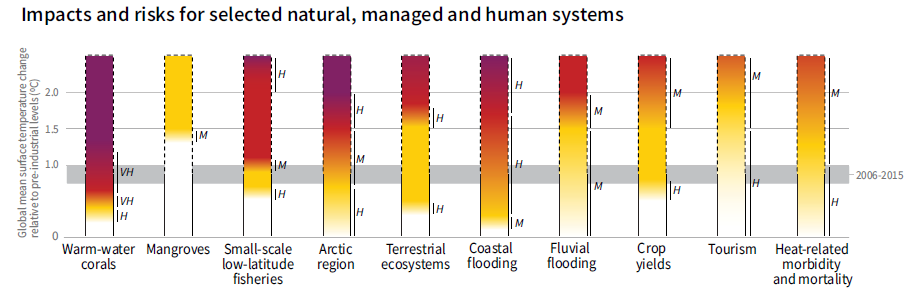 Impacts and risks for selected natural, managed and human systems
Global mean surface temperature change
relative to pre-industrial levels (ºC)
2.0
1.5
1.0
0
2006-2015
VH
VH
H
M
H
M
H
H
M
H
H
H
H
H
M
M
M
M
H
M
H
M
H
Warm-water
corals
Mangroves
Small-scale
low-latitude
fisheries
Arctic
region
Terrestrial
ecosystems
Coastal
flooding
Fluvial
flooding
Crop
yields
Tourism
Heat-related
morbidity
and mortality